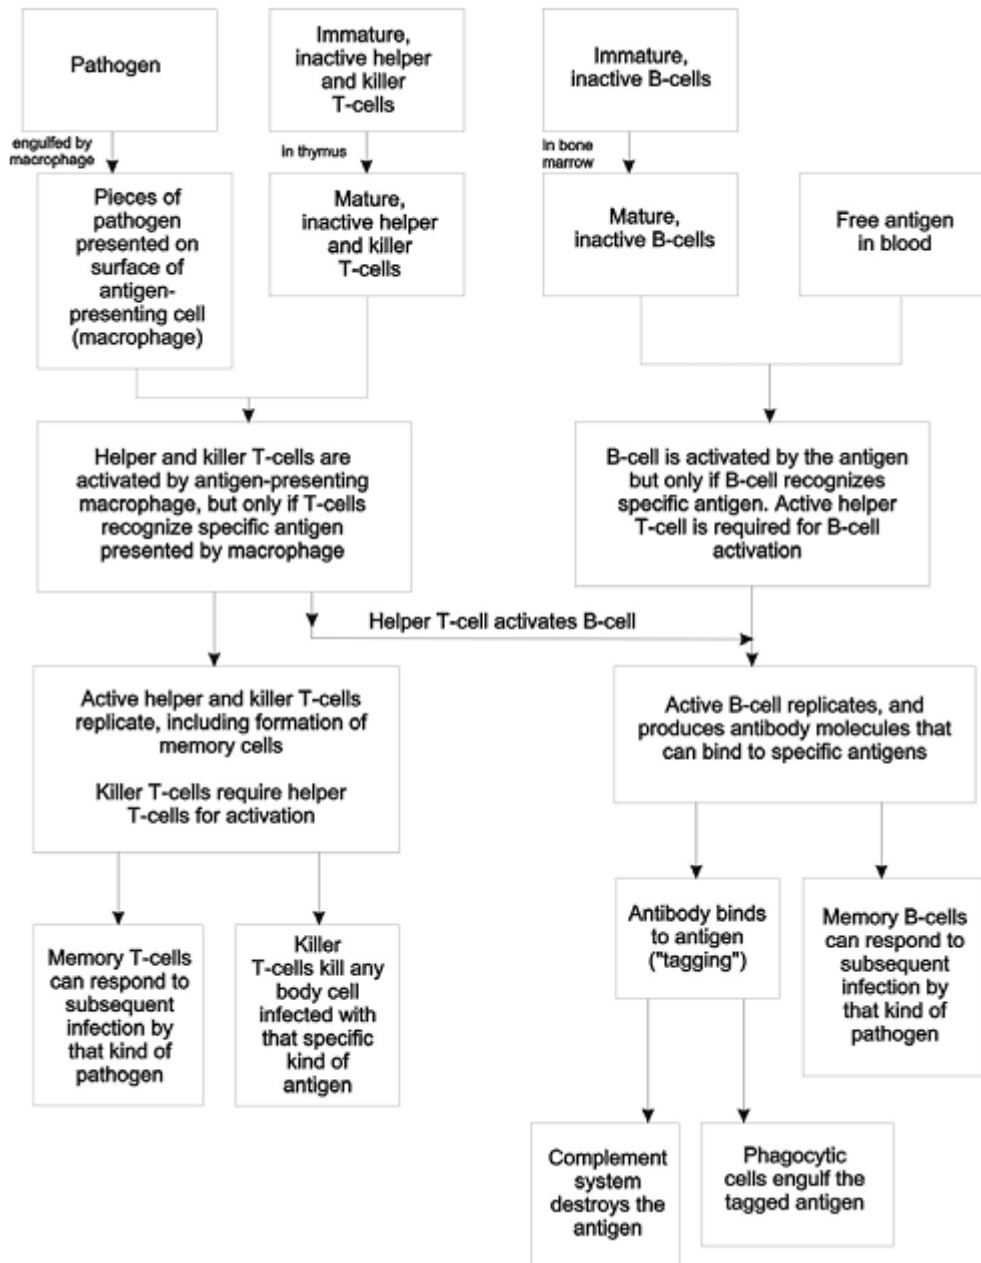 Pathogen
Immature,
inactive helper
and killer
T-cells
Immature,
inactive B-cells
engulfed by
macrophage
in thymus
in bone
marrow
Pieces of
pathogen
presented on
surface of
antigen-
presenting cell
(macrophage)
Mature,
inactive helper
and killer
T-cells
Mature,
inactive B-cells
Free antigen
in blood
Helper and killer T-cells are
activated by antigen-presenting
macrophage, but only if T-cells
recognize specific antigen
presented by macrophage
B-cell is activated by the antigen
but only if B-cell recognizes
specific antigen. Active helper
T-cell is required for B-cell
activation
Helper T-cell activates B-cell
Active helper and killer T-cells
replicate, including formation of
memory cells
Killer T-cells require helper
T-cells for activation
Active B-cell replicates, and
produces antibody molecules that
can bind to specific antigens
Memory T-cells
can respond to
subsequent
infection by
that kind of
pathogen
Killer
T-cells kill any
body cell
infected with
that specific
kind of
antigen
Antibody binds
to antigen
("tagging")
Memory B-cells
can respond to
subsequent
infection by
that kind of
pathogen
Complement
system
destroys the
antigen
Phagocytic
cells engulf the
tagged antigen